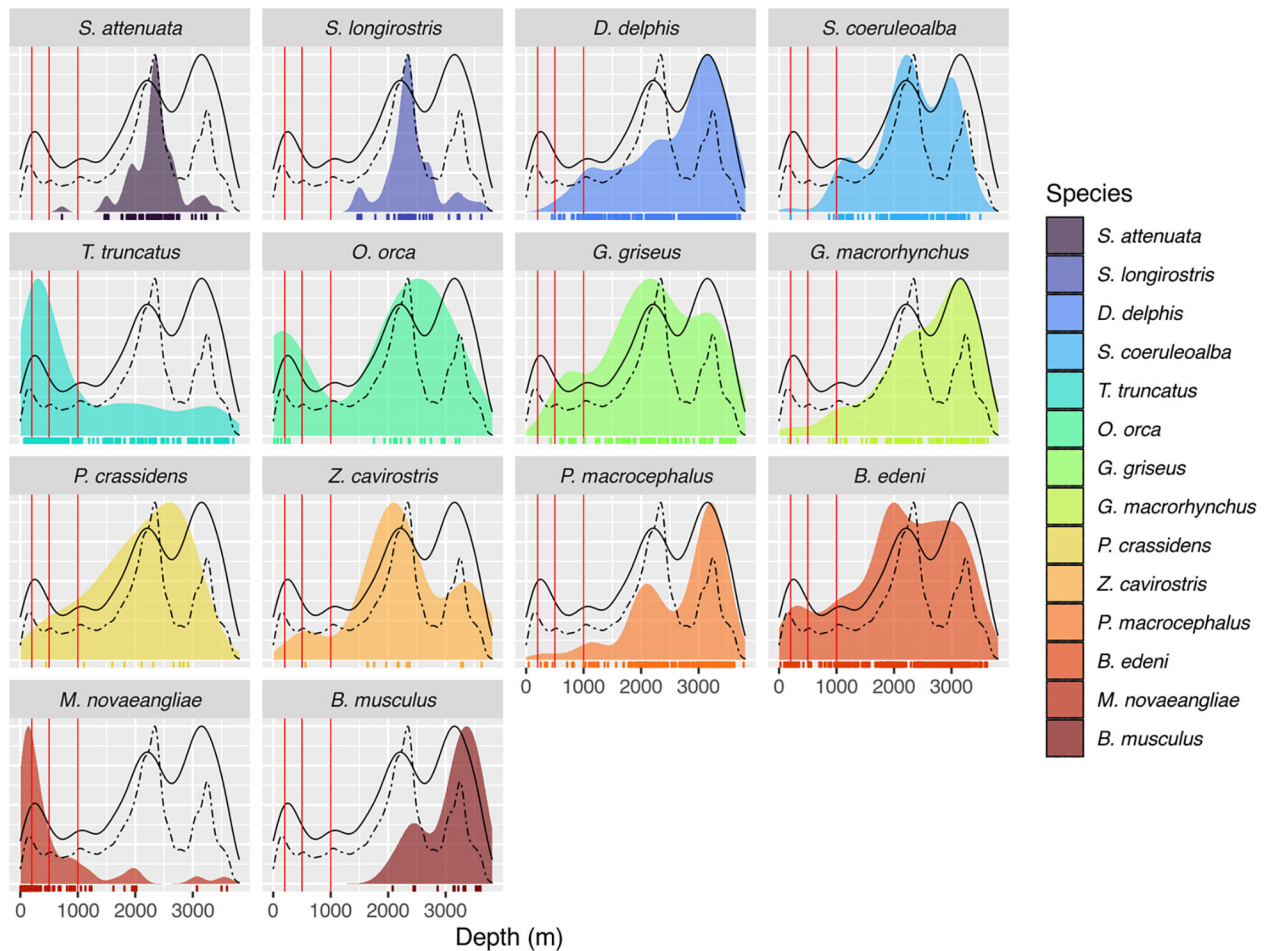 S. attenuata
S. longirostris
D. delphis
S. coeruleoalba
T. truncatus
O. orca
G. griseus
G. macrorhynchus
P. crassidens
Z. cavirostris
P. macrocephalus
B. edeni
0 1000 2000 3000
0 1000 2000 3000
M. novaeangliae
B. musculus
0 1000 2000 3000
0 1000 2000 3000
Depth (m)
Species
S. attenuata
S. longirostris
D. delphis
S. coeruleoalba
T. truncatus
O. orca
G. griseus
G. macrorhynchus
P. crassidens
Z. cavirostris
P. macrocephalus
B. edeni
M. novaeangliae
B. musculus